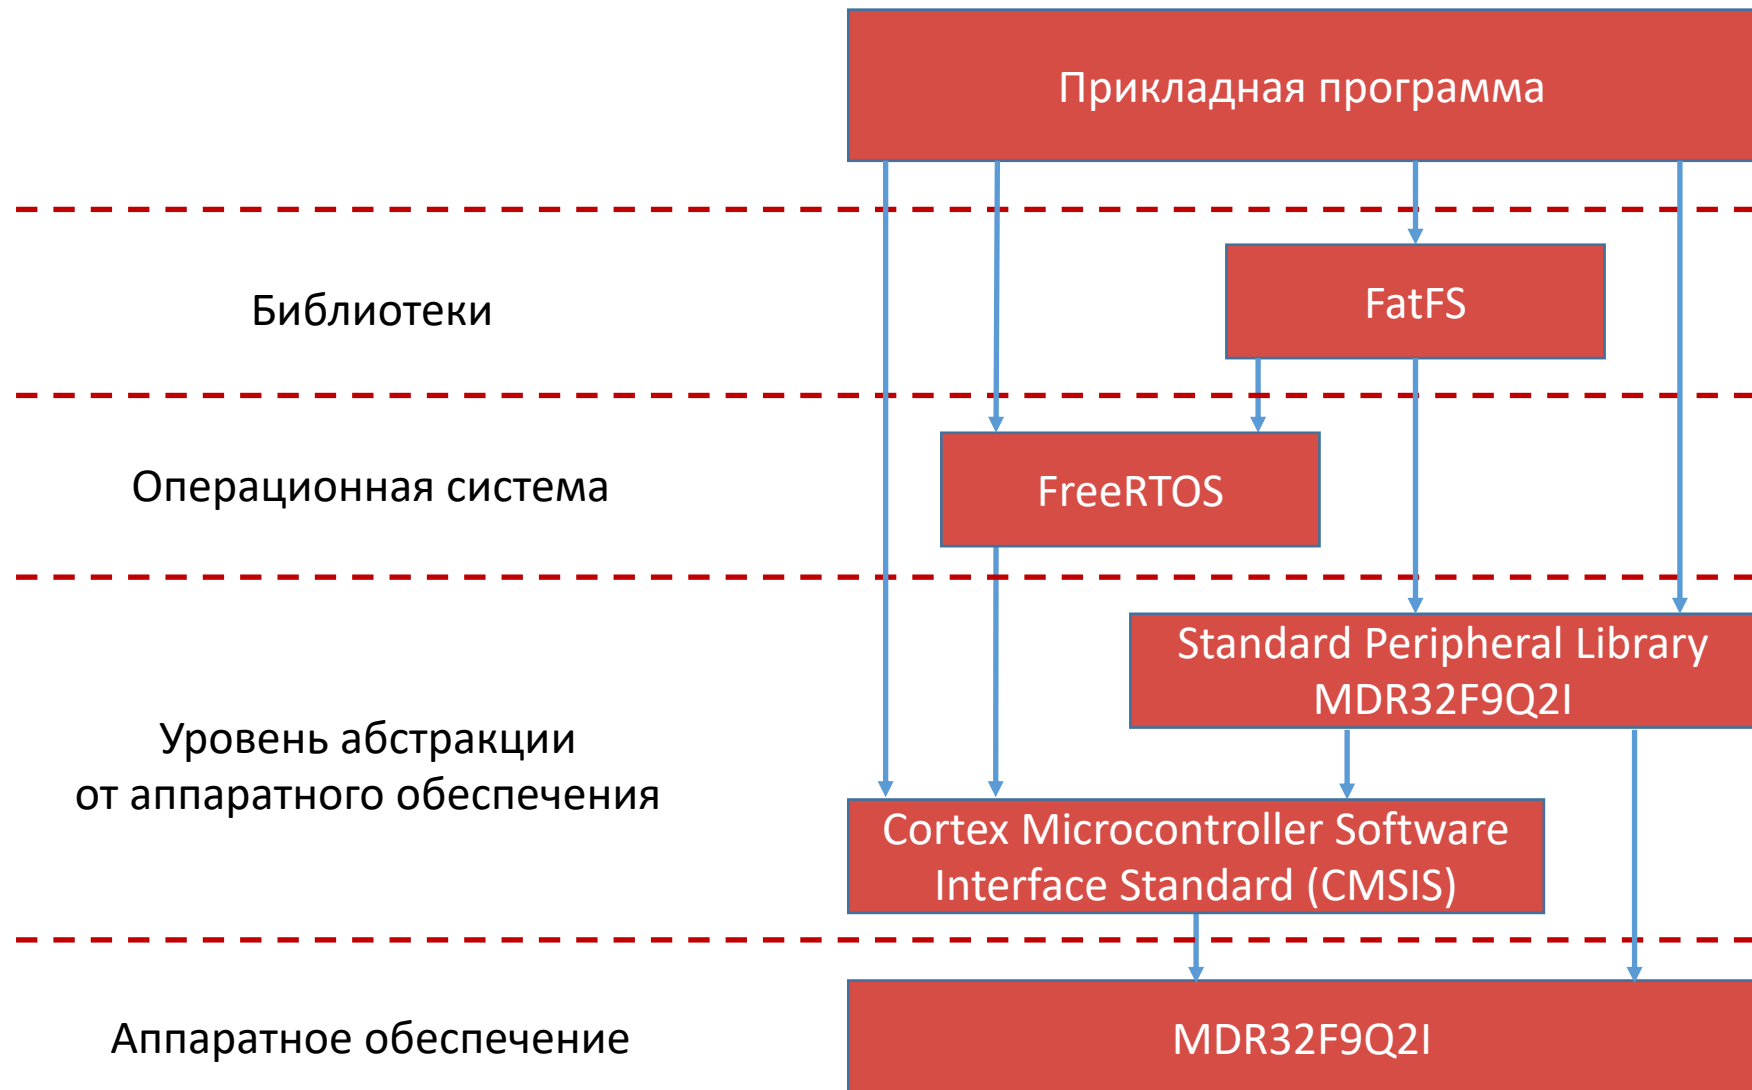 Прикладная программа
Библиотеки
FatFS
Операционная система
FreeRTOS
Уровень абстракции
от аппаратного обеспечения
Standard Peripheral Library
MDR32F9Q2I
Cortex Microcontroller Software
Interface Standard (CMSIS)
Аппаратное обеспечение
MDR32F9Q2I